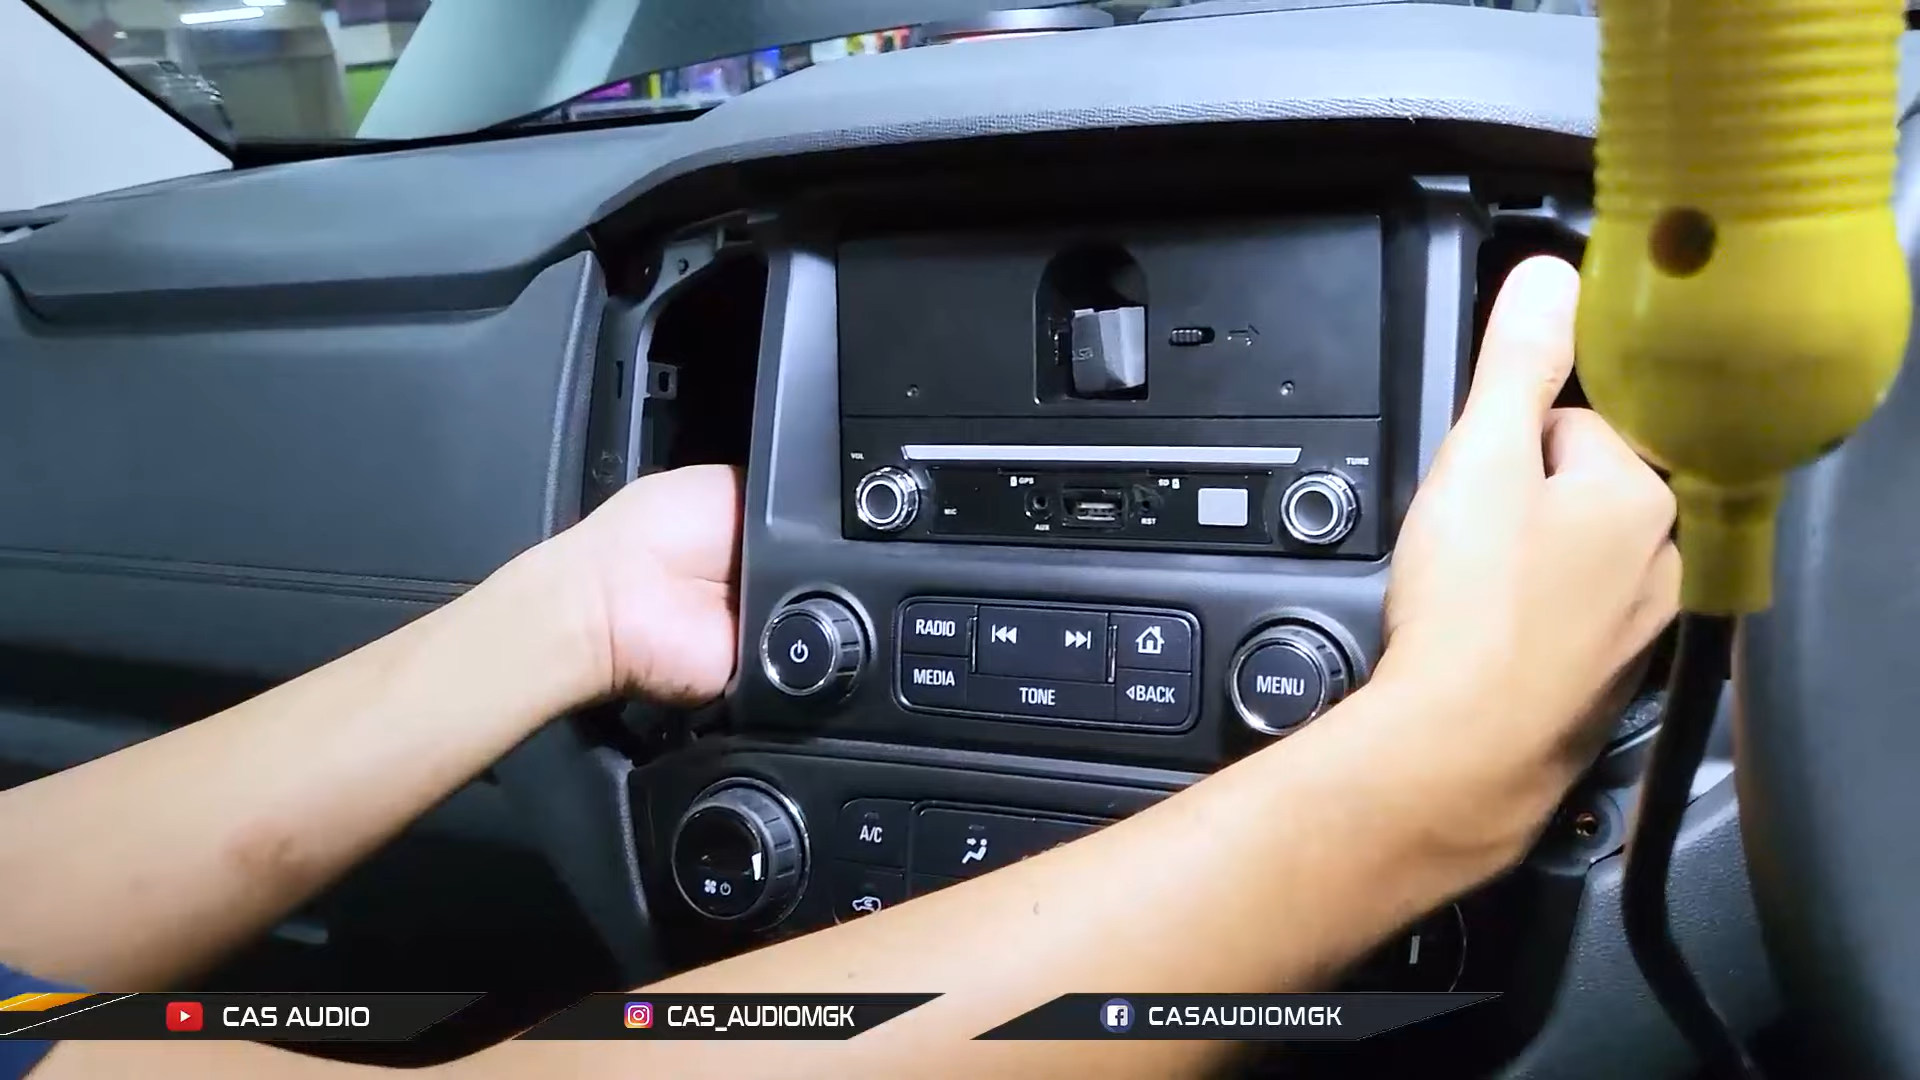 VOL
TUNE
GPS
SD
MIC
AUX
RST
RADIO
MEDIA
TONE
BACK
MENU
A/C
CAS AUDIO
CAS_AUDIOMGK
CASAUDIOMGK